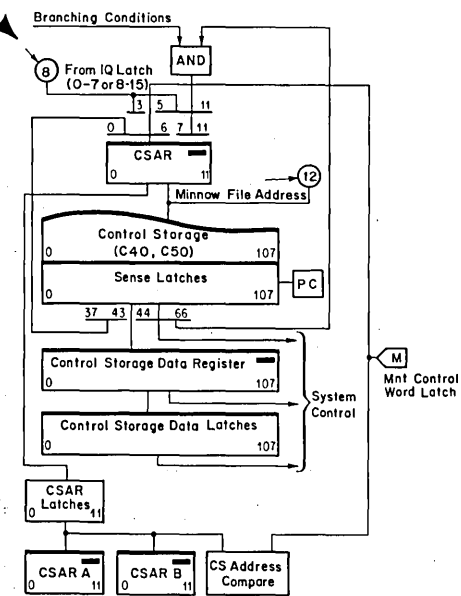 Branching Conditions
8
From IQ Latch
(0-7 or 8-15)
AND
3 5 11
0 6 7 11
CSAR
0 11
12
Minnow File Address
Control Storage
(C40, C50)
0 107
Sense Latches
0 107
PC
37 43 44 66
Control Storage Data Register
0 107
M
Mnt Control
Word Latch
System
Control
Control Storage Data Latches
0 107
CSAR
Latches
0 11
CSAR A
0 11
CSAR B
0 11
CS Address
Compare